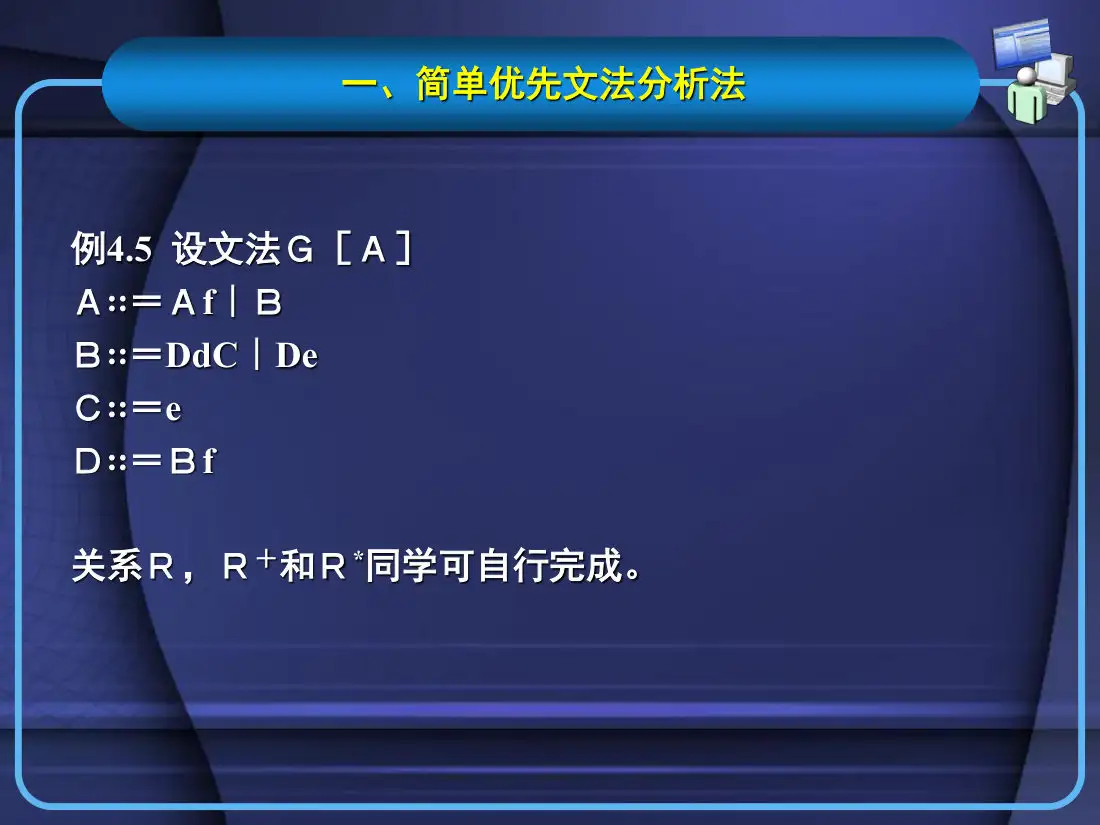 一、简单优先文法分析法
例4.5 设文法G［A］
A∷＝Af｜B
B∷＝DdC｜De
C∷＝e
D∷＝Bf
关系R，R＋和R*同学可自行完成。